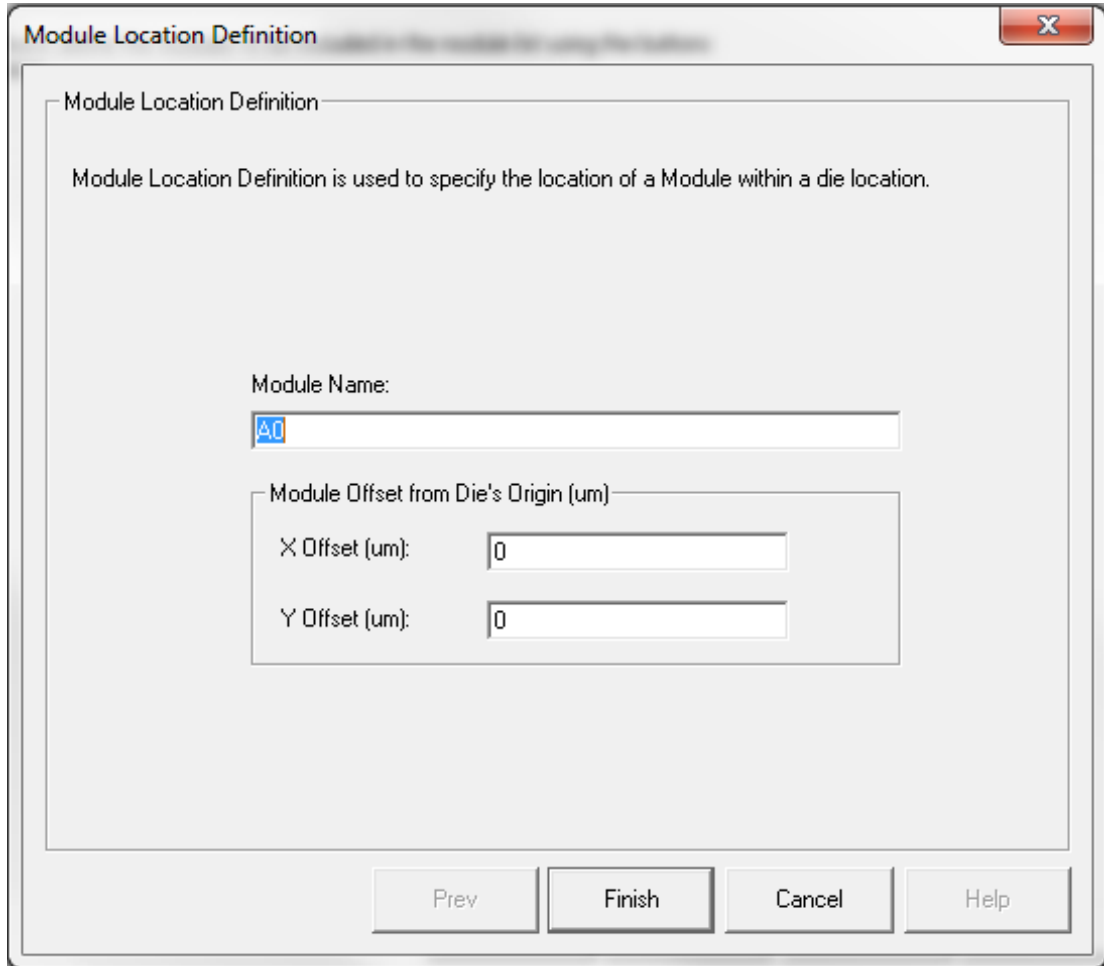 Module Location Definition
Module Location Definition
Module Location Definition is used to specify the location of a Module within a die location.
Module Name:
A0
Module Offset from Die's Origin (um)
X Offset (um):
0
Y Offset (um):
0
Prev
Finish
Cancel
Help